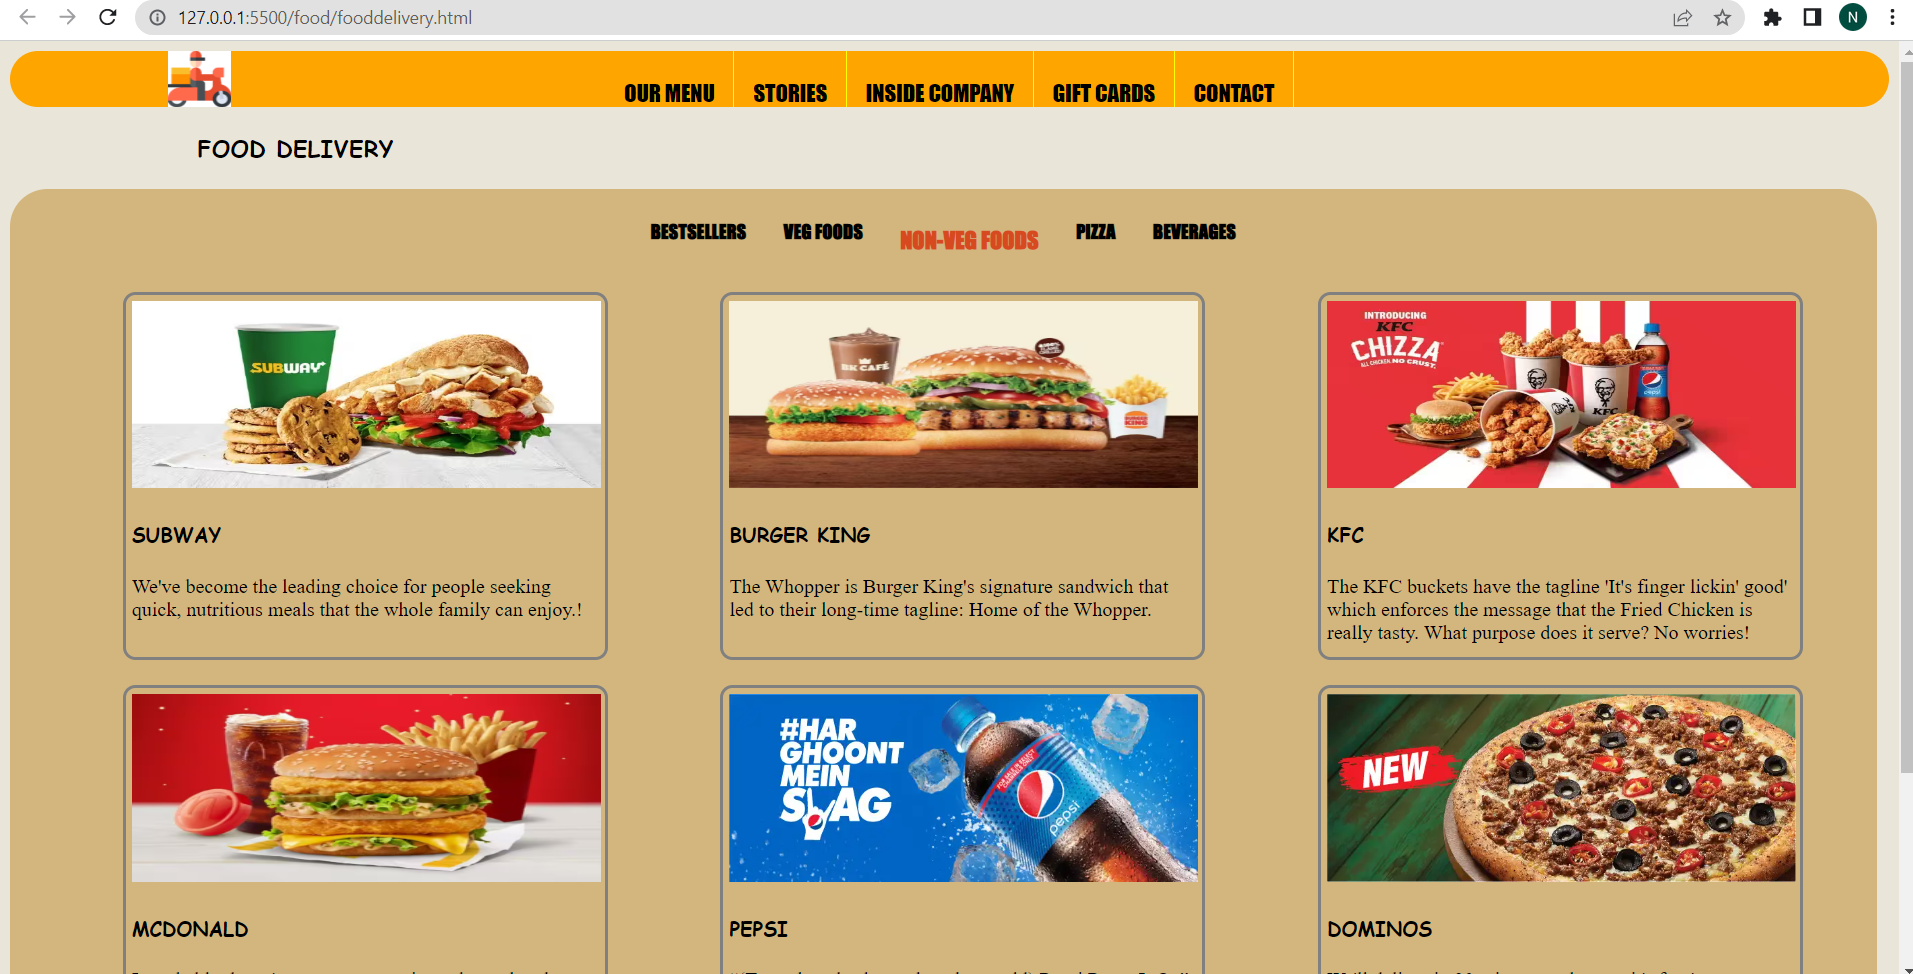 127.0.0.1:5500/food/fooddelivery.html
N
OUR MENU
STORIES
INSIDE COMPANY
GIFT CARDS
CONTACT
FOOD DELIVERY
BESTSELLERS
VEG FOODS
NON-VEG FOODS
PIZZA
BEVERAGES
SUBWAY
BK CAFÉ
BURGER
KING
INTRODUCING
KFC
CHIZZA
ALL CHICKEN. NO CRUST.
KFC
pepsi
SUBWAY
We've become the leading choice for people seeking
quick, nutritious meals that the whole family can enjoy.!
BURGER KING
The Whopper is Burger King's signature sandwich that
led to their long-time tagline: Home of the Whopper.
KFC
The KFC buckets have the tagline 'It's finger lickin' good'
which enforces the message that the Fried Chicken is
really tasty. What purpose does it serve? No worries!
#HAR
GHOONT
MEIN
SWAG
pepsi
NEW
MCDONALD
PEPSI
DOMINOS